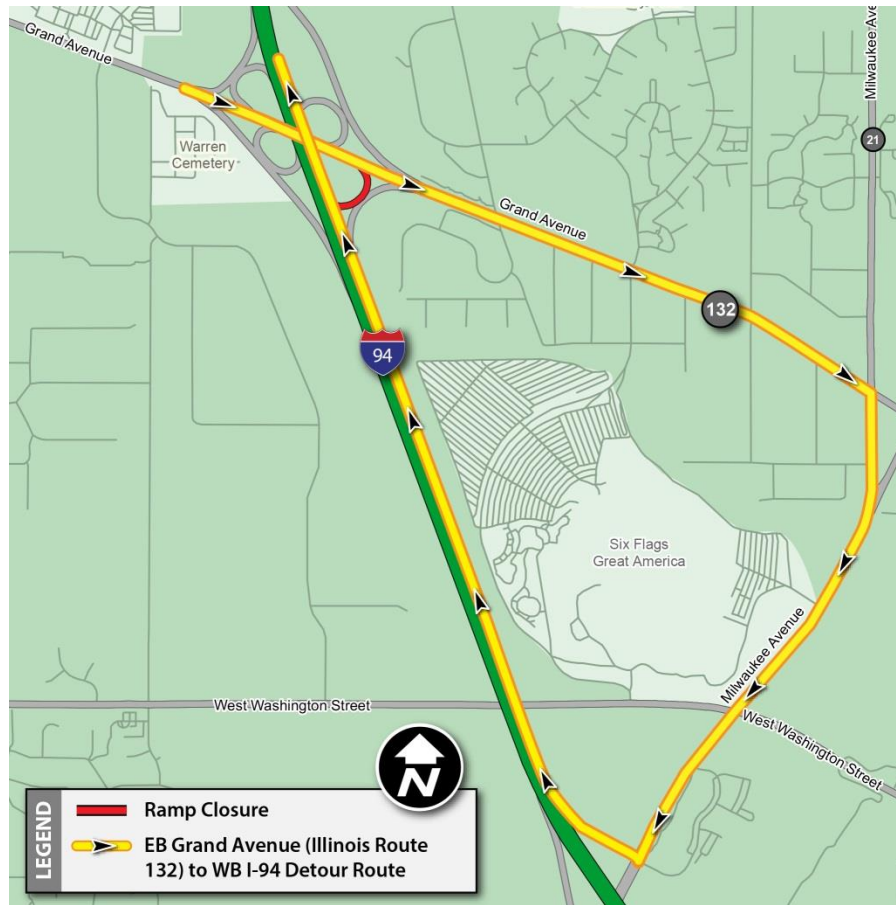 Grand Avenue
Milwaukee Ave
21
Warren
Cemetery
Grand Avenue
132
94
Six Flags
Great America
Milwaukee Avenue
West Washington Street
West Washington Street
N
LEGEND
Ramp Closure
EB Grand Avenue (Illinois Route
132) to WB I-94 Detour Route